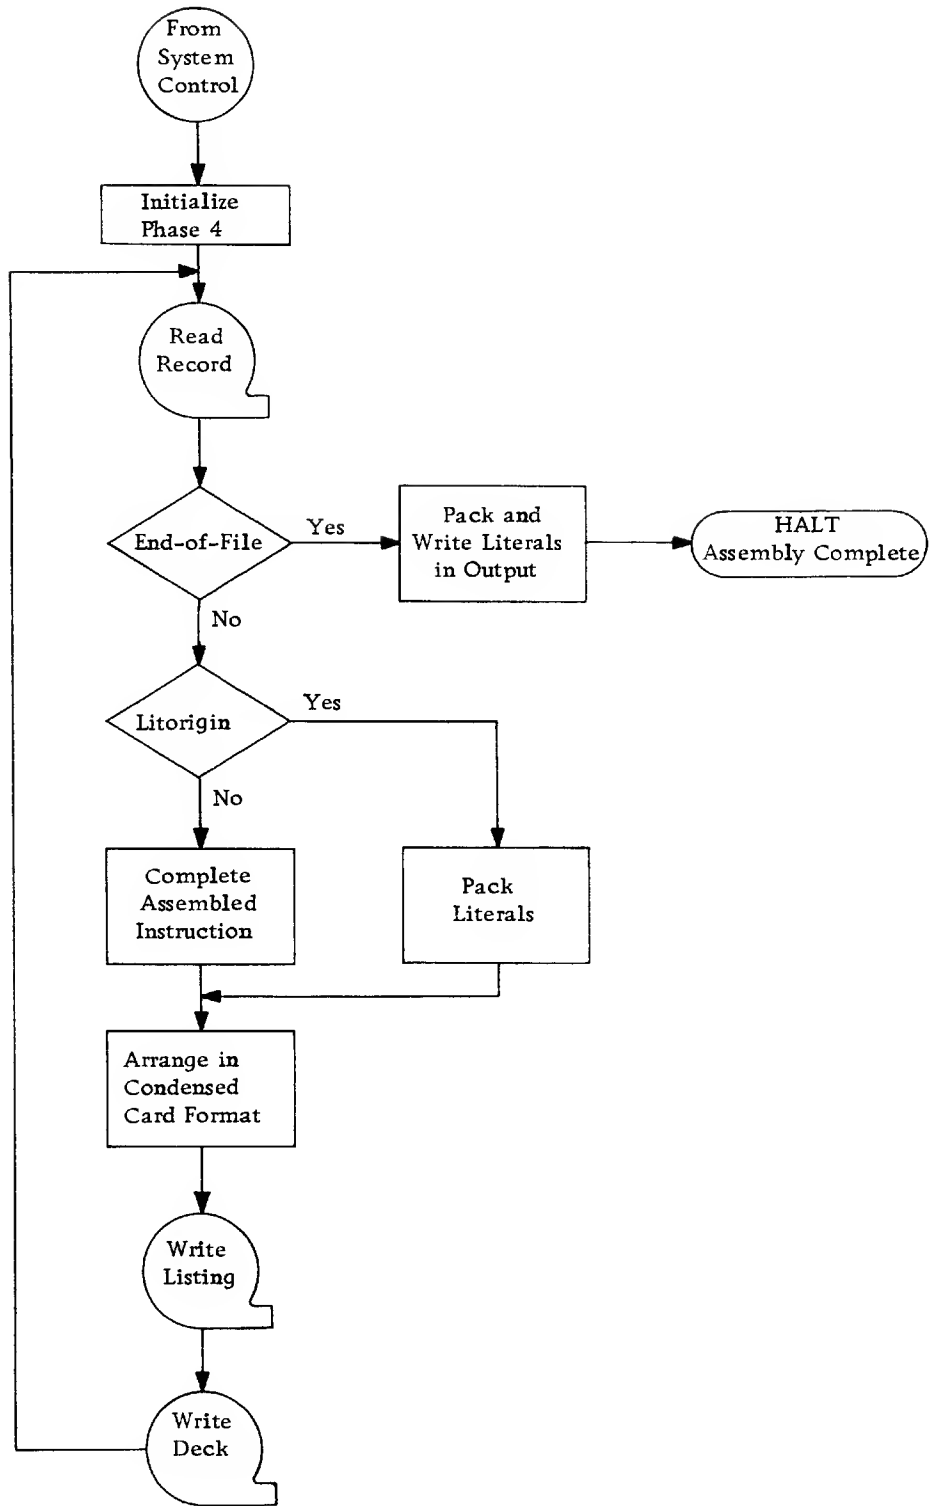 From
System
Control
Initialize
Phase 4
Read
Record
End-of-File
Yes
Pack and
Write Literals
in Output
HALT
Assembly Complete
No
Litorigin
Yes
No
Complete
Assembled
Instruction
Pack
Literals
Arrange in
Condensed
Card Format
Write
Listing
Write
Deck